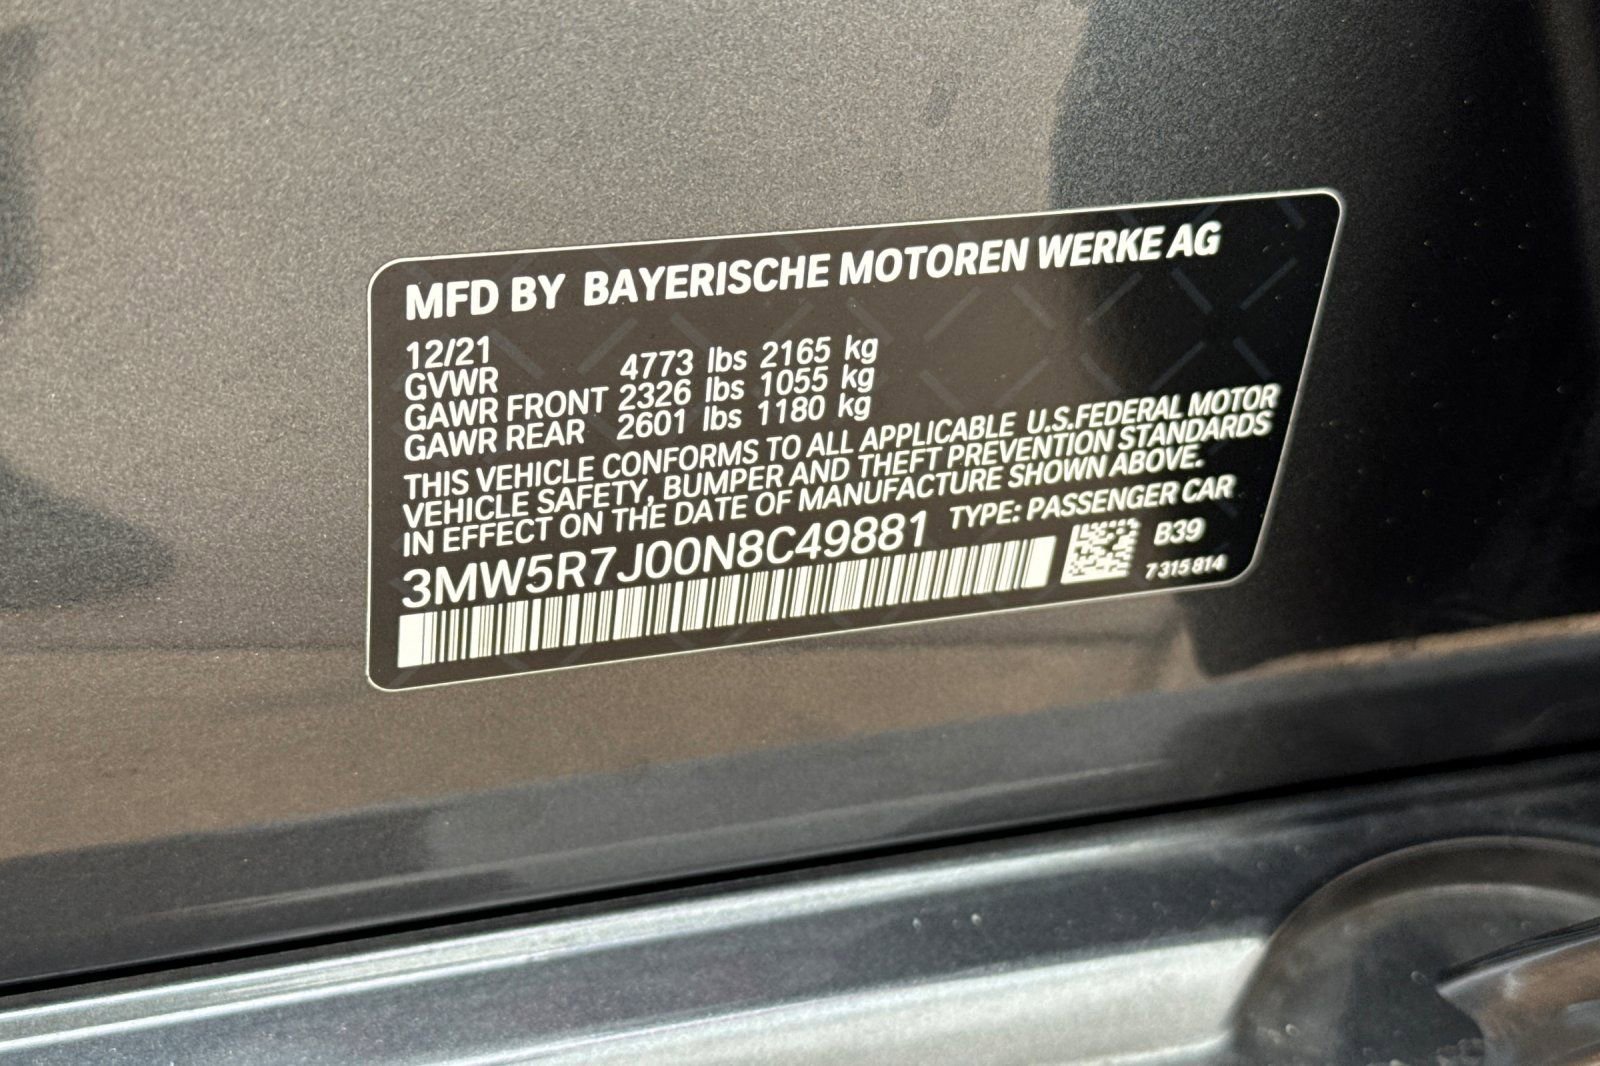 MFD BY BAYERISCHE MOTOREN WERKE AG
12/21
GVWR 4773 lbs 2165 kg
GAWR FRONT 2326 lbs 1055 kg
GAWR REAR 2601 lbs 1180 kg
THIS VEHICLE CONFORMS TO ALL APPLICABLE U.S.FEDERAL MOTOR
VEHICLE SAFETY, BUMPER AND THEFT PREVENTION STANDARDS
IN EFFECT ON THE DATE OF MANUFACTURE SHOWN ABOVE.
3MW5R7J00N8C49881 TYPE: PASSENGER CAR
B39
7 315 814